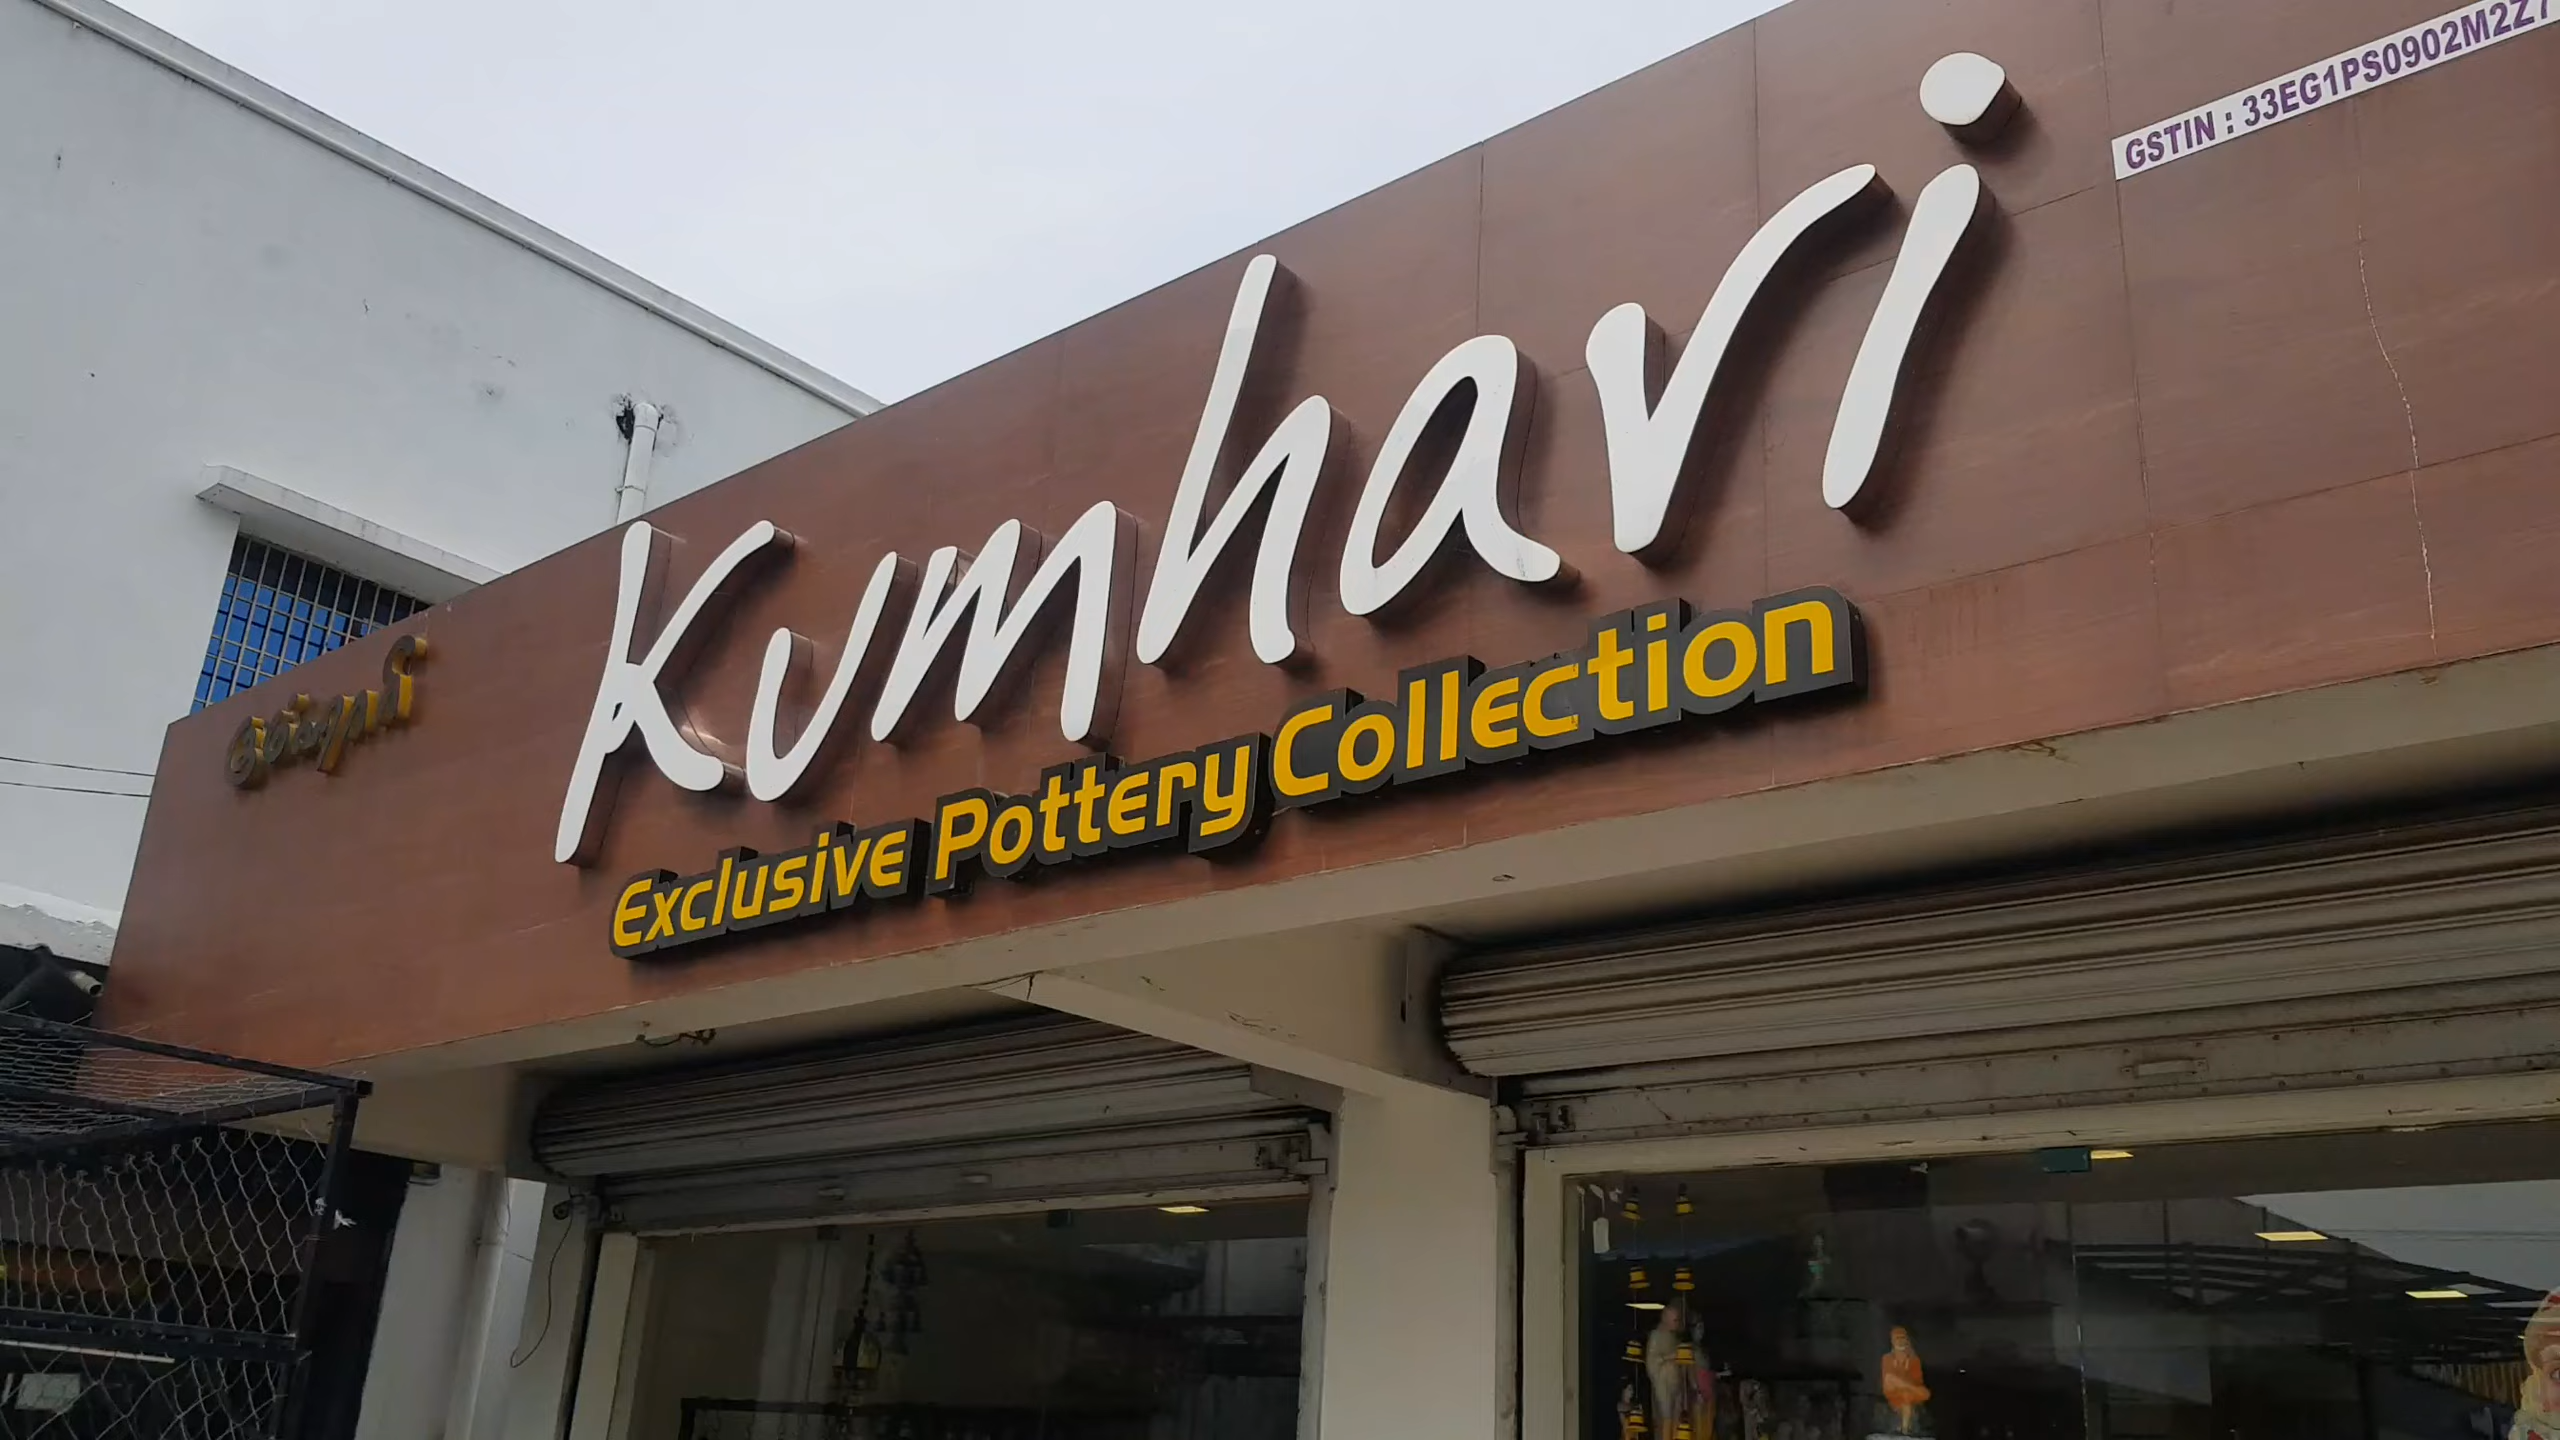 GSTIN : 33EG1PS0902M2Z7
Kumhari
கும்ஹாரி
Exclusive Pottery Collection